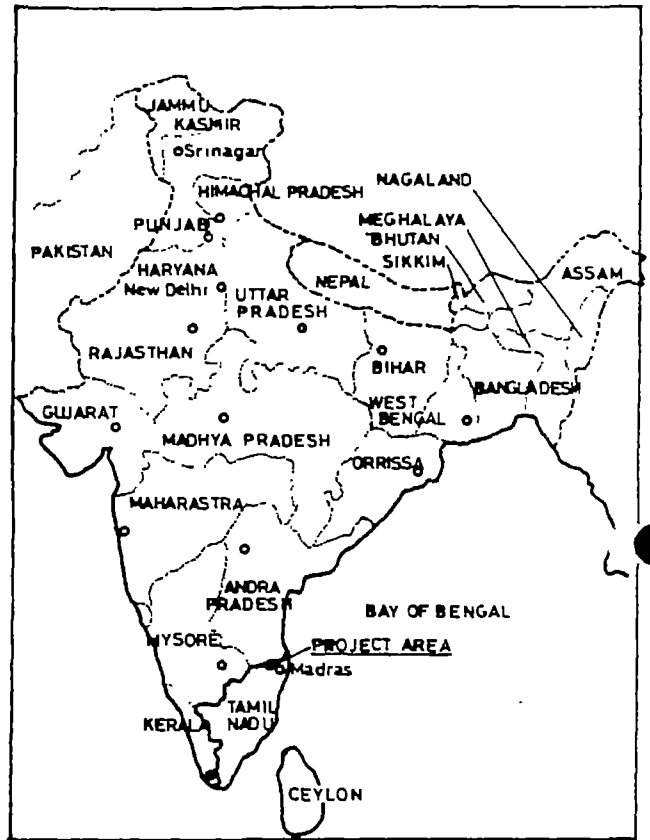 JAMMU
KASMIR
Srinagar
NAGALAND
HIMACHAL PRADESH
MEGHALAYA
PUNJAB
BHUTAN
PAKISTAN
SIKKIM
ASSAM
HARYANA
NEPAL
New Delhi
UTTAR
PRADESH
RAJASTHAN
BIHAR
BANGLADESH
GUJARAT
WEST
BENGAL
MADHYA PRADESH
ORRISSA
MAHARASTRA
ANDRA
PRADESH
BAY OF BENGAL
MYSORE
PROJECT AREA
Madras
KERALA
TAMIL
NADU
CEYLON